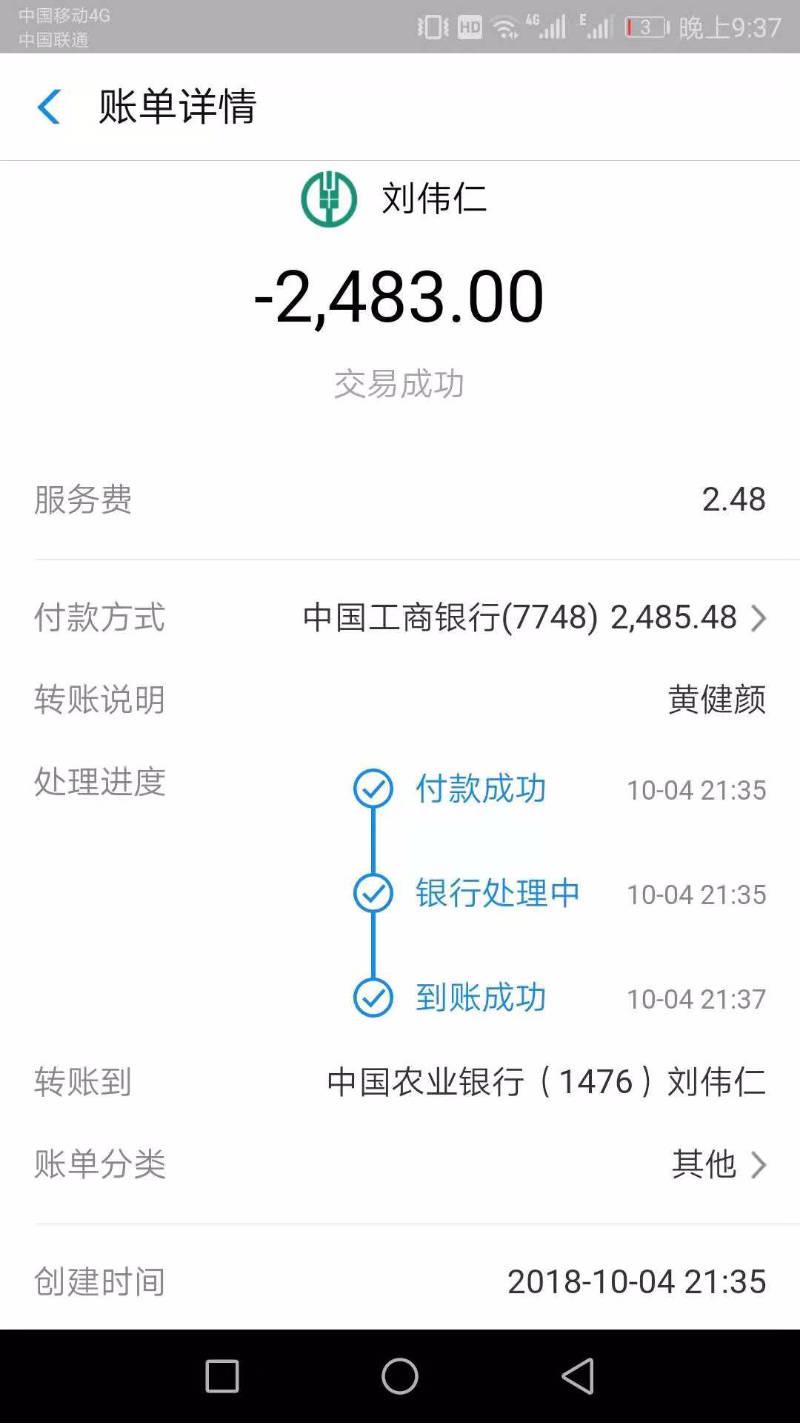 中国移动4G
中国联通
HD 4G E 3 晚上9:37
账单详情
刘伟仁
-2,483.00
交易成功
服务费 2.48
付款方式 中国工商银行(7748) 2,485.48
转账说明 黄健颜
处理进度 付款成功 10-04 21:35
银行处理中 10-04 21:35
到账成功 10-04 21:37
转账到 中国农业银行（1476）刘伟仁
账单分类 其他
创建时间 2018-10-04 21:35